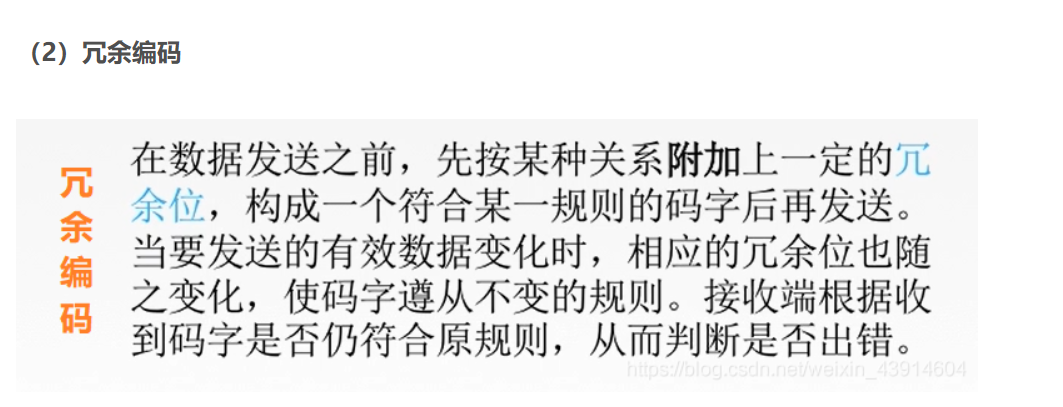 （2）冗余编码
冗余编码
在数据发送之前，先按某种关系附加上一定的冗
余位，构成一个符合某一规则的码字后再发送。
当要发送的有效数据变化时，相应的冗余位也随
之变化，使码字遵从不变的规则。接收端根据收
到码字是否仍符合原规则，从而判断是否出错。
https://blog.csdn.net/weixin_43914604